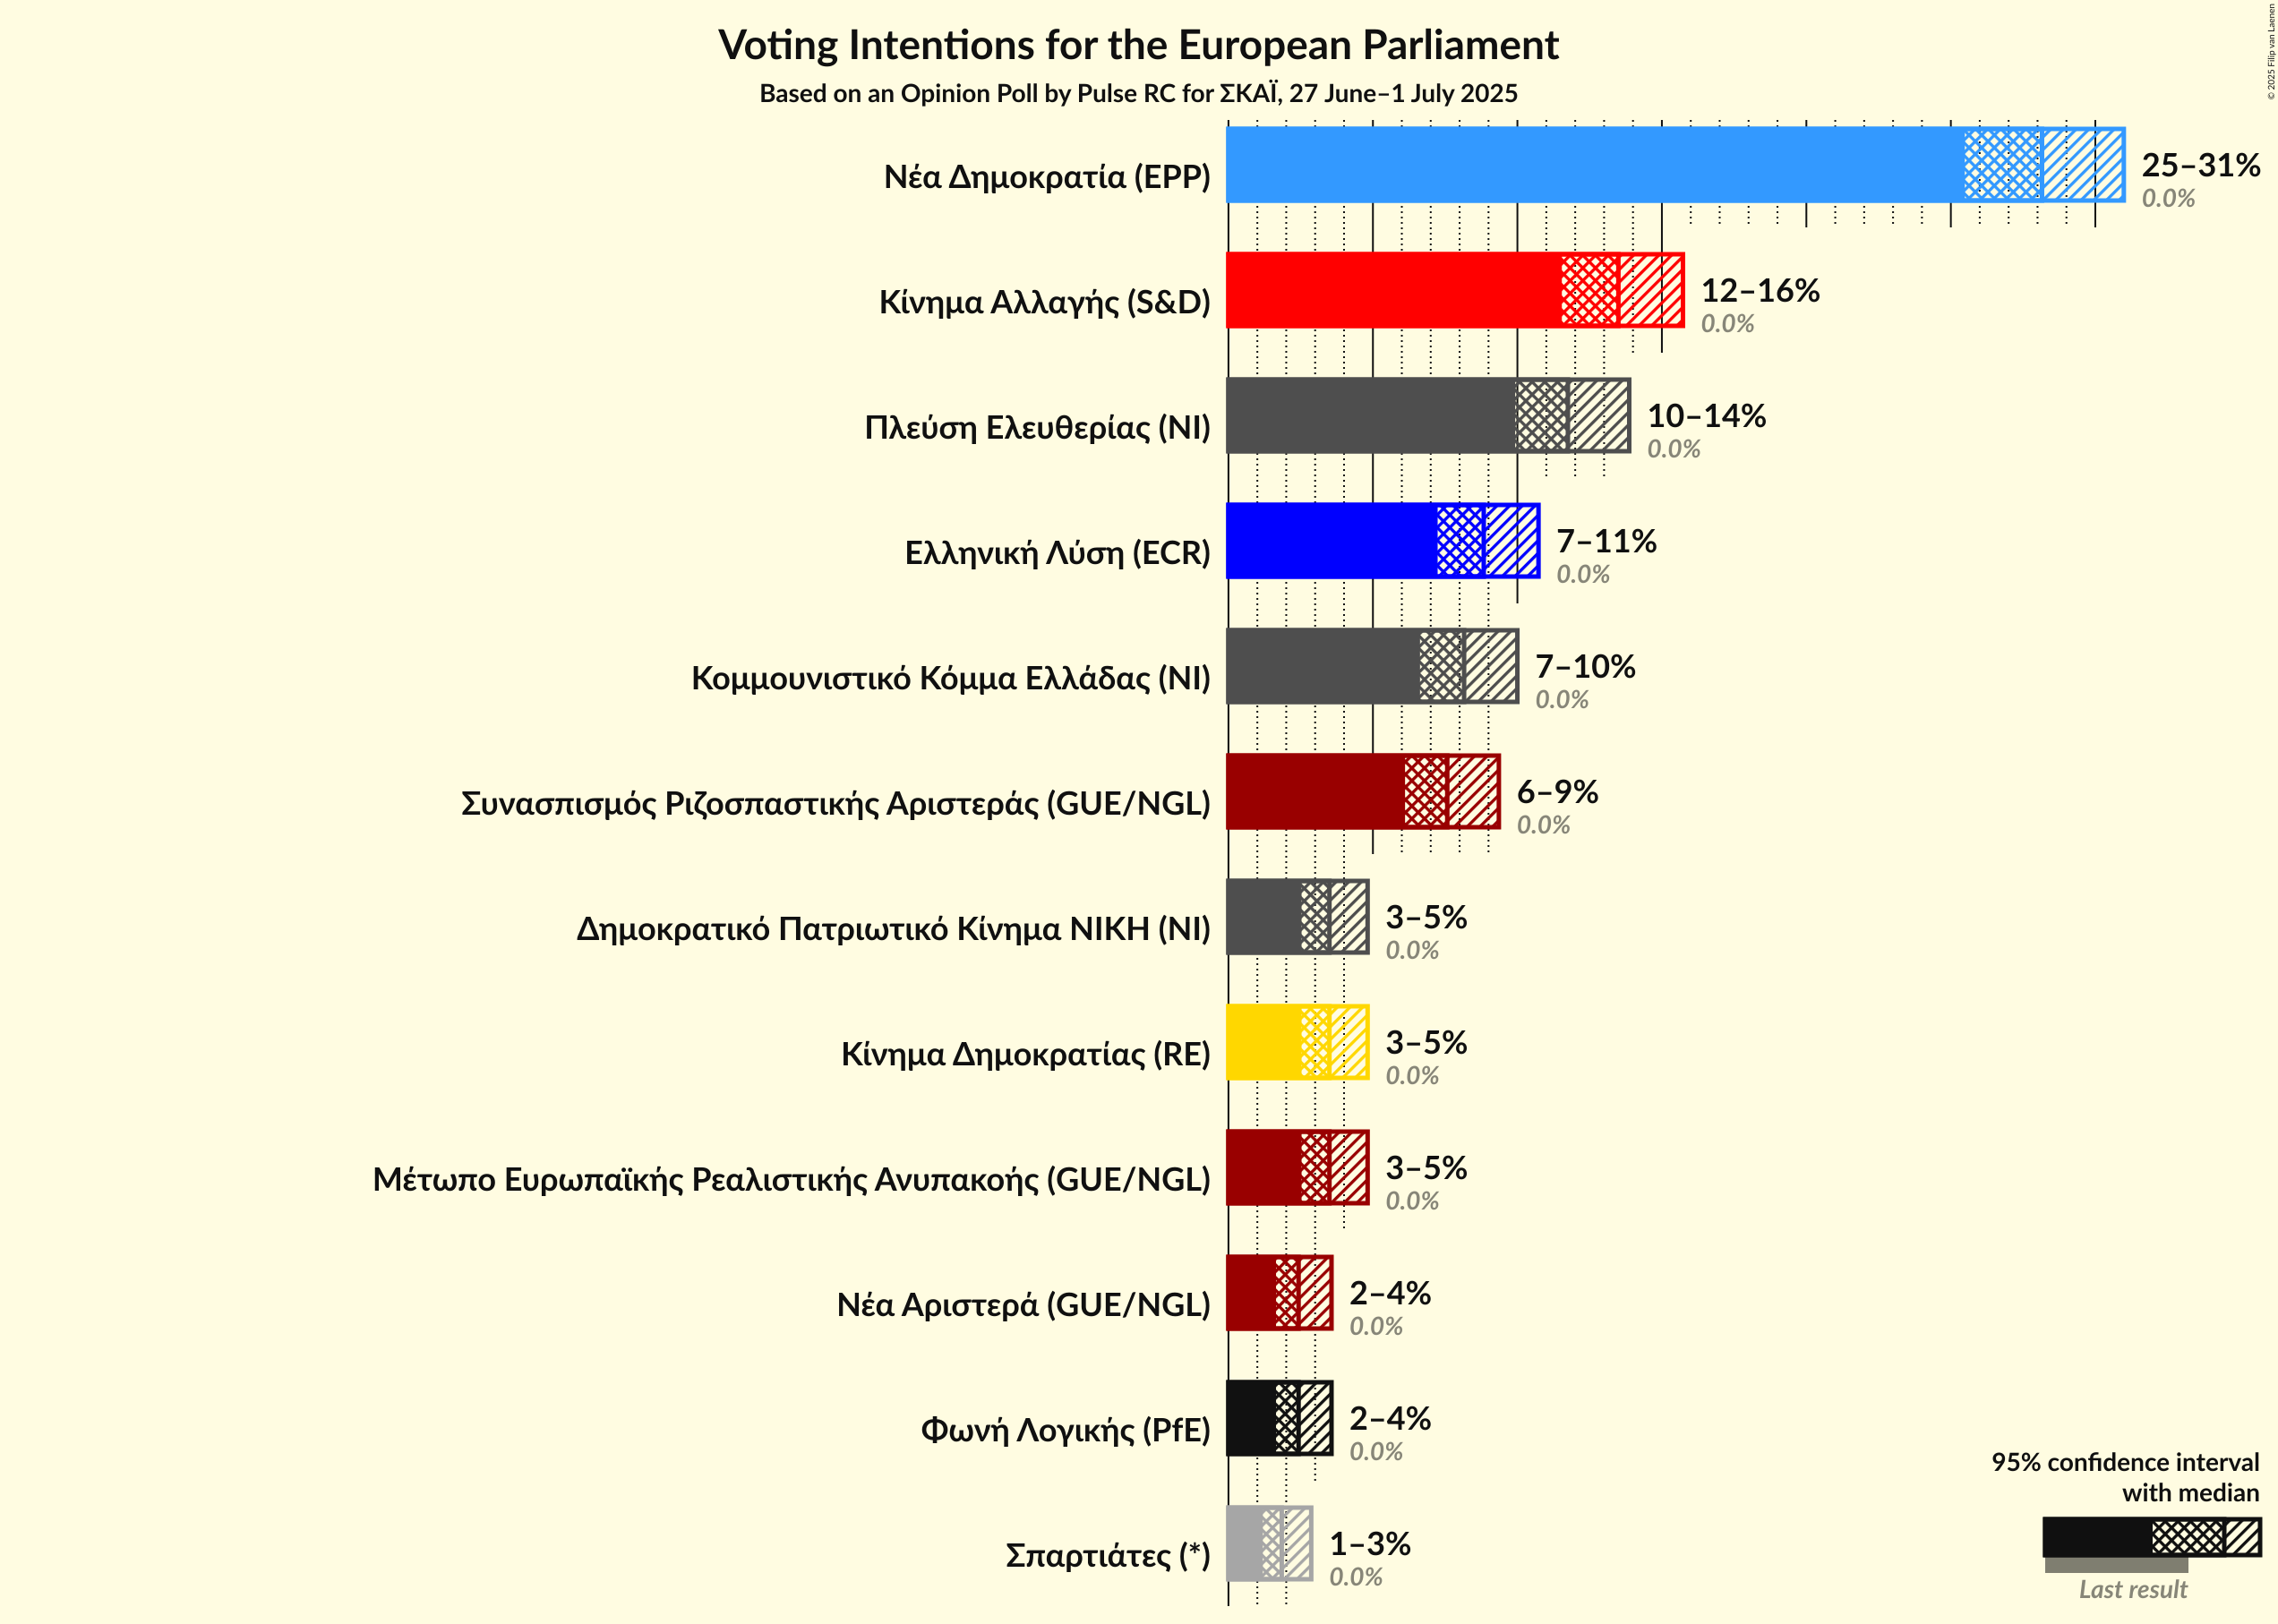 Voting Intentions for the European Parliament
Based on an Opinion Poll by Pulse RC for ΣΚΑΪ, 27 June–1 July 2025
© 2025 Filip van Laenen
Νέα Δημοκρατία (EPP)
25–31%
0.0%
Κίνημα Αλλαγής (S&D)
12–16%
0.0%
Πλεύση Ελευθερίας (NI)
10–14%
0.0%
Ελληνική Λύση (ECR)
7–11%
0.0%
Κομμουνιστικό Κόμμα Ελλάδας (NI)
7–10%
0.0%
Συνασπισμός Ριζοσπαστικής Αριστεράς (GUE/NGL)
6–9%
0.0%
Δημοκρατικό Πατριωτικό Κίνημα ΝΙΚΗ (NI)
3–5%
0.0%
Κίνημα Δημοκρατίας (RE)
3–5%
0.0%
Μέτωπο Ευρωπαϊκής Ρεαλιστικής Ανυπακοής (GUE/NGL)
3–5%
0.0%
Νέα Αριστερά (GUE/NGL)
2–4%
0.0%
Φωνή Λογικής (PfE)
2–4%
0.0%
Σπαρτιάτες (*)
1–3%
0.0%
95% confidence interval
with median
Last result